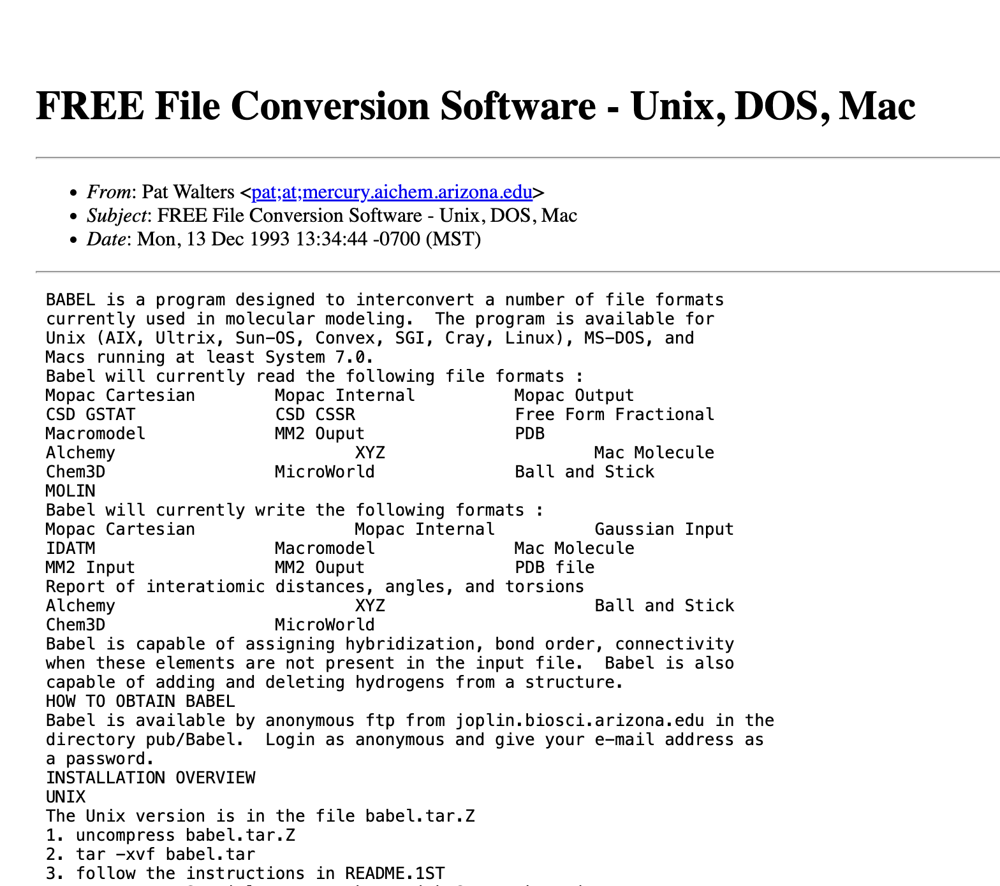 FREE File Conversion Software - Unix, DOS, Mac
From: Pat Walters <pat;at;mercury.aichem.arizona.edu>
Subject: FREE File Conversion Software - Unix, DOS, Mac
Date: Mon, 13 Dec 1993 13:34:44 -0700 (MST)
BABEL is a program designed to interconvert a number of file formats
currently used in molecular modeling.  The program is available for
Unix (AIX, Ultrix, Sun-OS, Convex, SGI, Cray, Linux), MS-DOS, and
Macs running at least System 7.0.
Babel will currently read the following file formats :
Mopac Cartesian        Mopac Internal          Mopac Output
CSD GSTAT              CSD CSSR                Free Form Fractional
Macromodel             MM2 Ouput               PDB
Alchemy                        XYZ                     Mac Molecule
Chem3D                 MicroWorld              Ball and Stick
MOLIN
Babel will currently write the following formats :
Mopac Cartesian                Mopac Internal          Gaussian Input
IDATM                  Macromodel              Mac Molecule
MM2 Input              MM2 Ouput               PDB file
Report of interatiomic distances, angles, and torsions
Alchemy                        XYZ                     Ball and Stick
Chem3D                 MicroWorld
Babel is capable of assigning hybridization, bond order, connectivity
when these elements are not present in the input file.  Babel is also
capable of adding and deleting hydrogens from a structure.
HOW TO OBTAIN BABEL
Babel is available by anonymous ftp from joplin.biosci.arizona.edu in the
directory pub/Babel.  Login as anonymous and give your e-mail address as
a password.
INSTALLATION OVERVIEW
UNIX
The Unix version is in the file babel.tar.Z
1. uncompress babel.tar.Z
2. tar -xvf babel.tar
3. follow the instructions in README.1ST